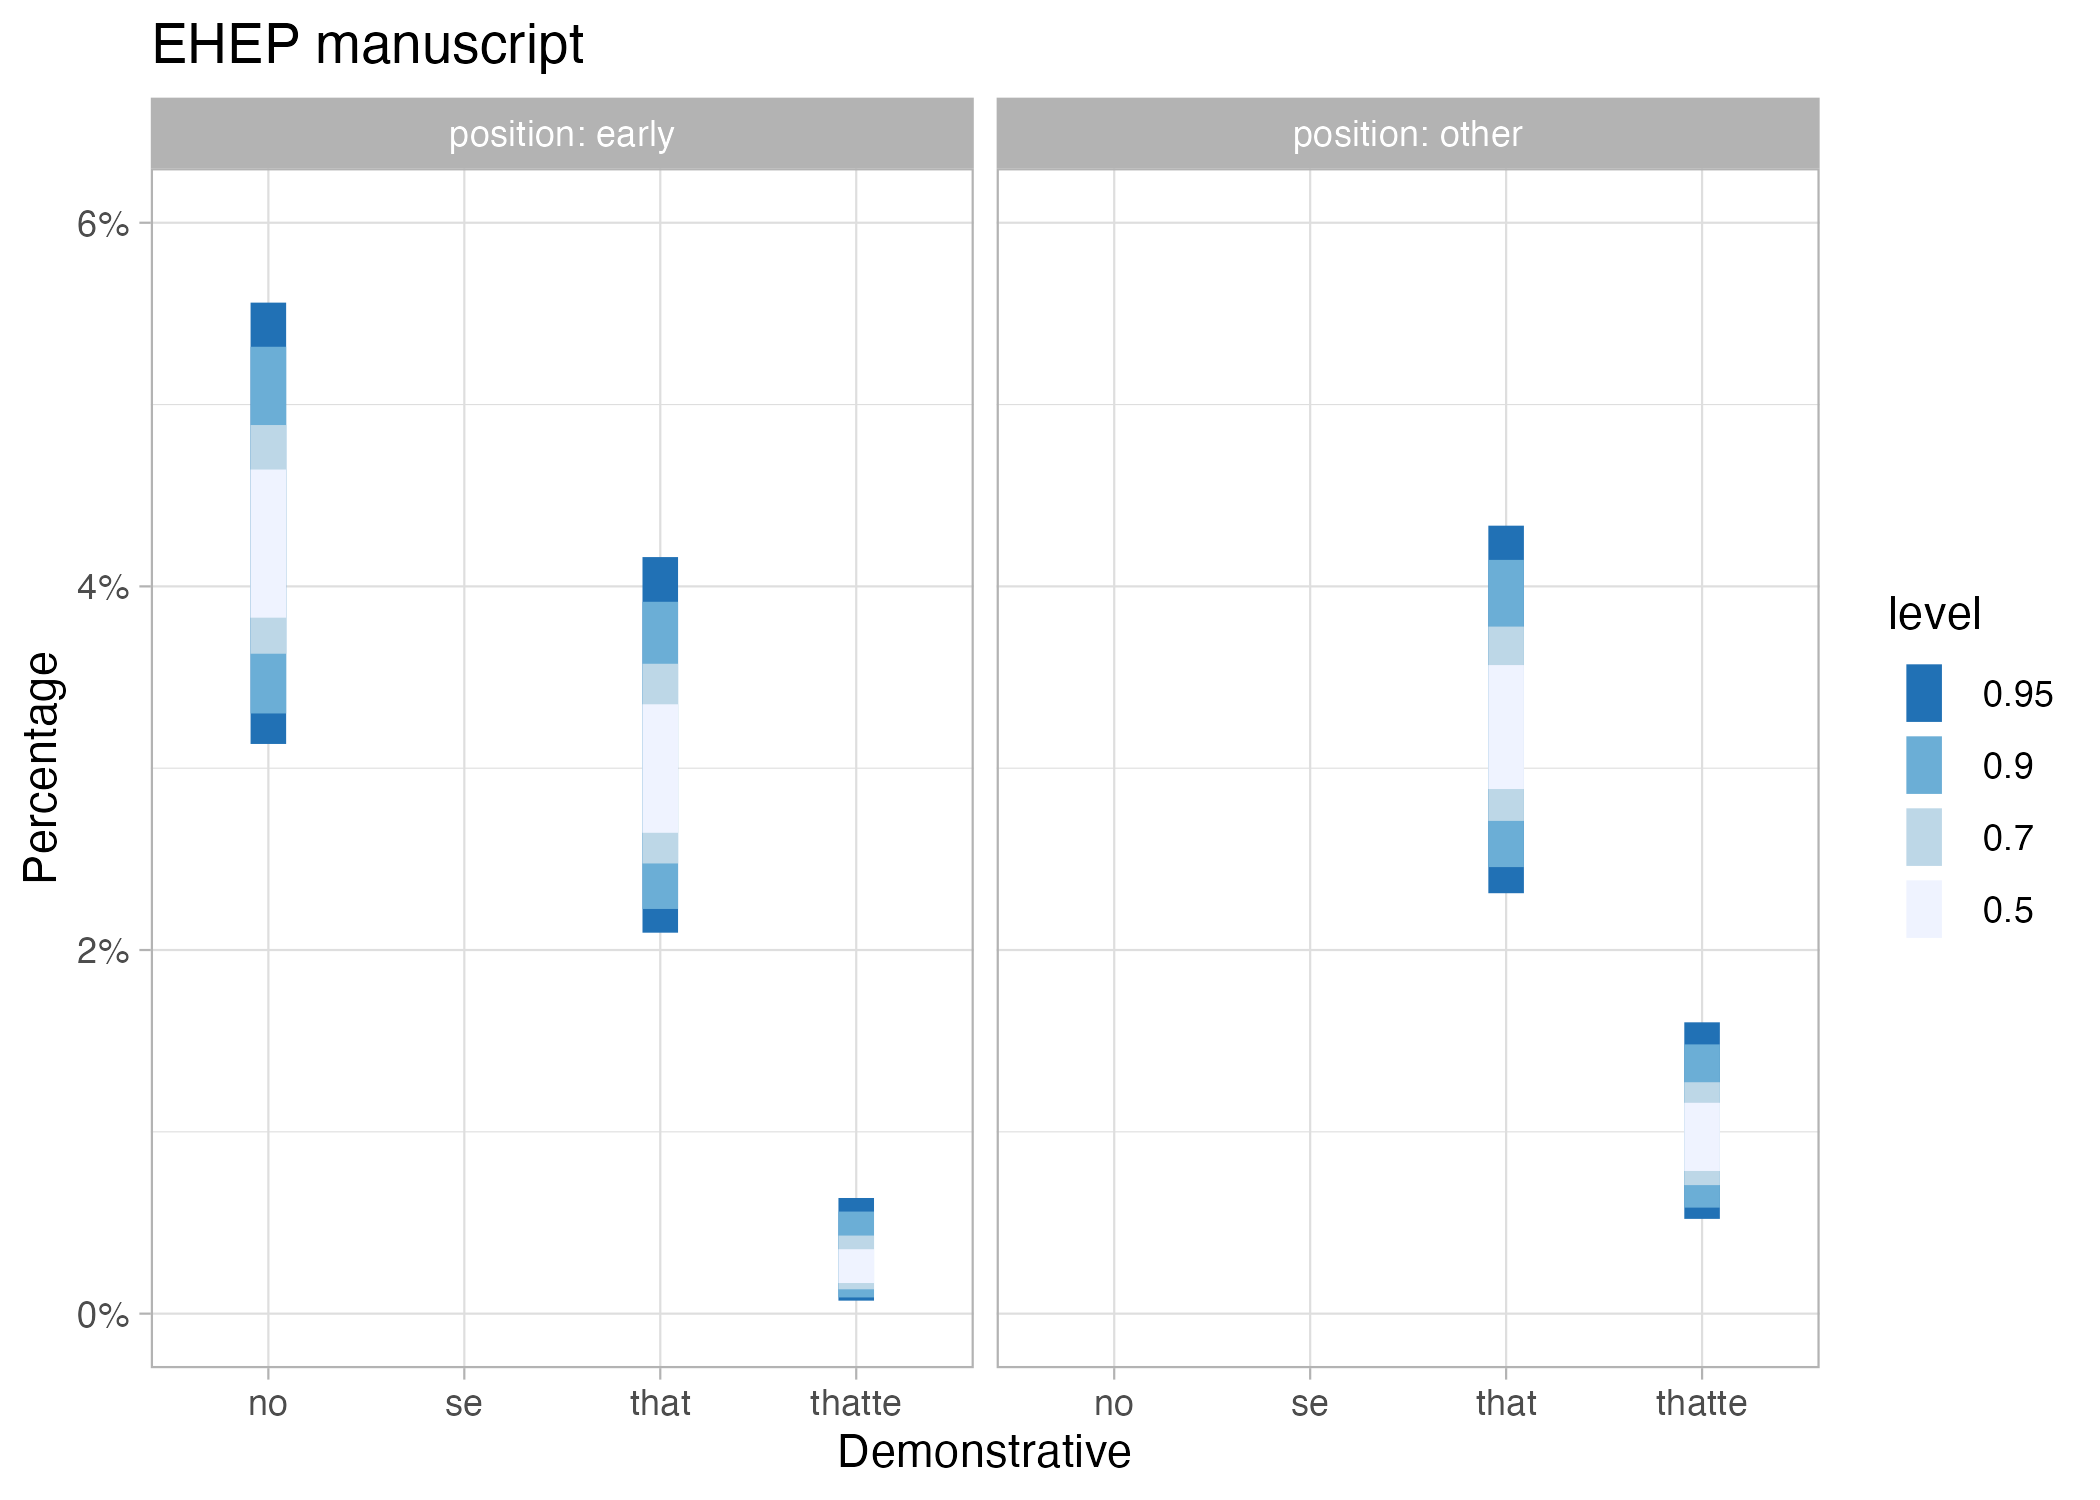 EHEP manuscript
position: early
position: other
6%
4%
2%
0%
Percentage
no se that thatte
no se that thatte
Demonstrative
level
0.95
0.9
0.7
0.5